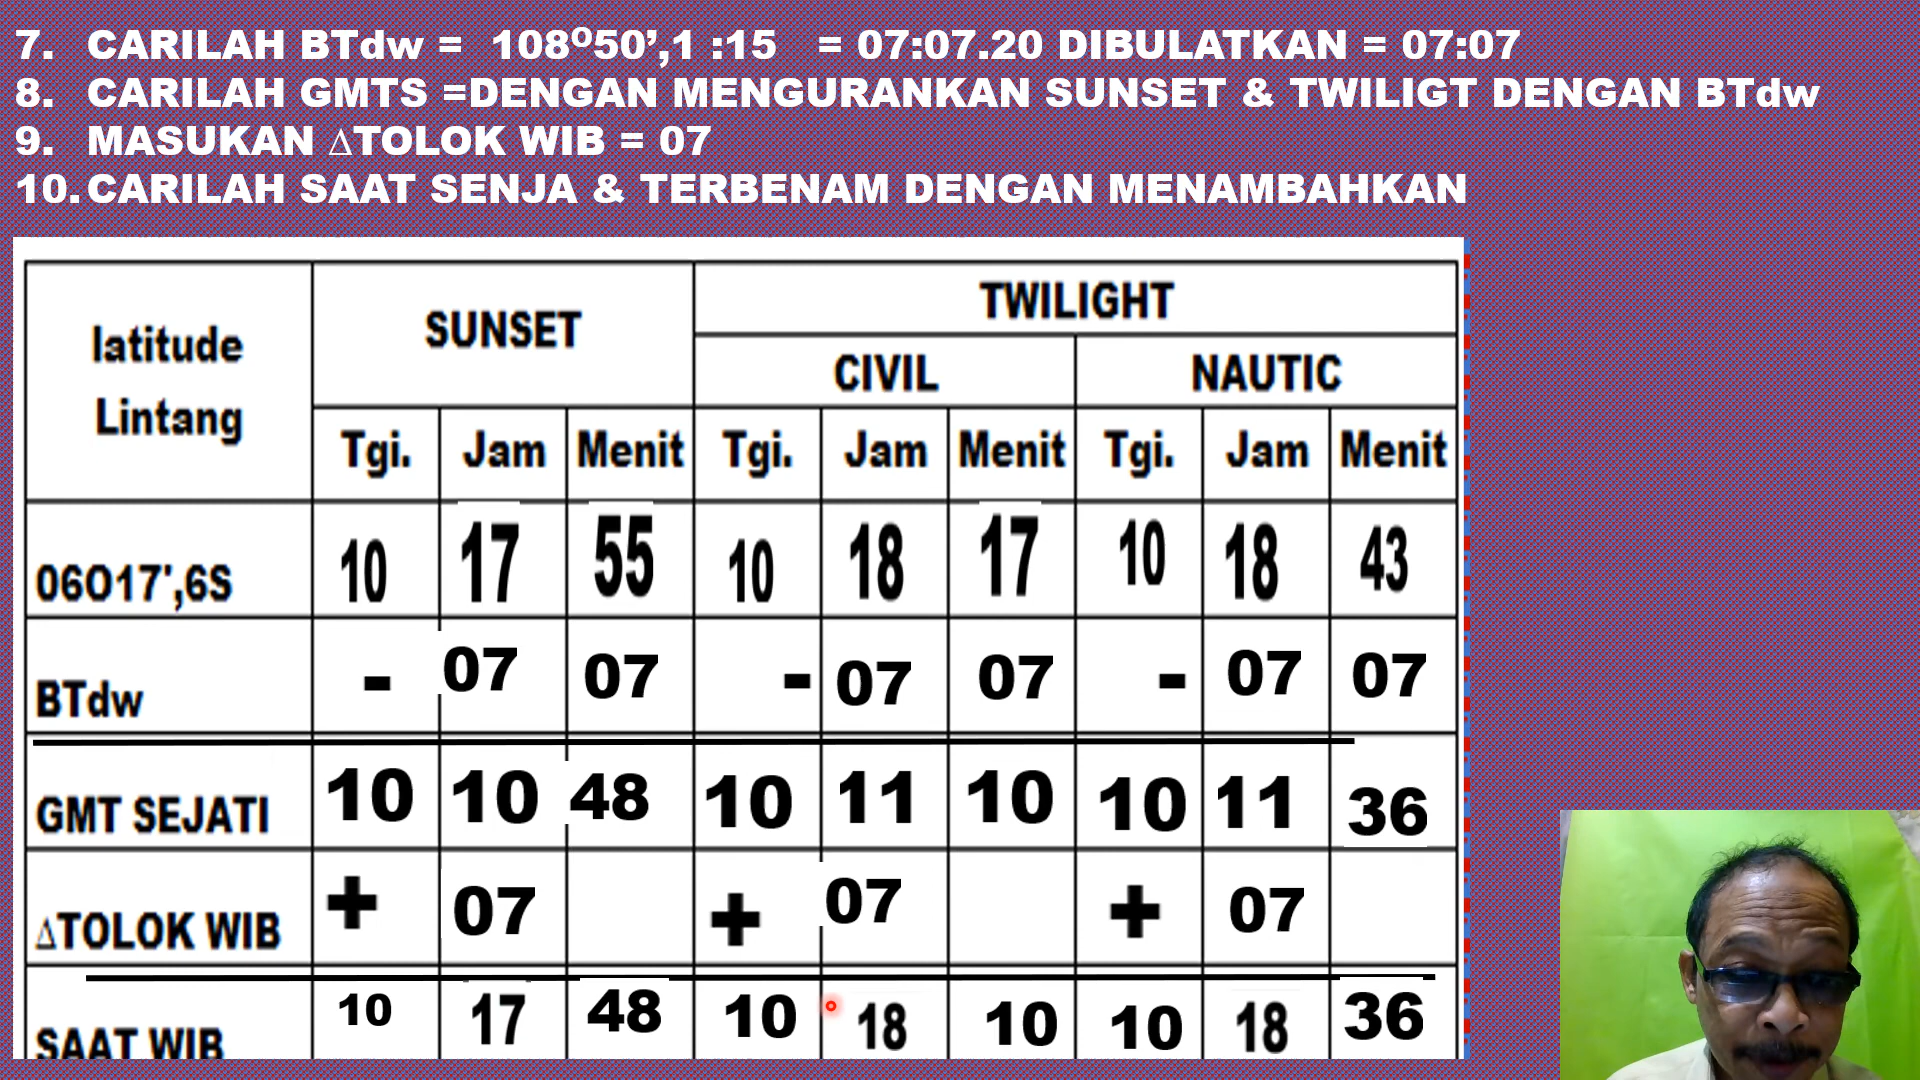 7. CARILAH BTdw = 108⁰50’,1 :15 = 07:07.20 DIBULATKAN = 07:07
8. CARILAH GMTS =DENGAN MENGURANKAN SUNSET & TWILIGT DENGAN BTdw
9. MASUKAN ∆TOLOK WIB = 07
10. CARILAH SAAT SENJA & TERBENAM DENGAN MENAMBAHKAN
latitude Lintang SUNSET TWILIGHT
CIVIL NAUTIC
Tgi. Jam Menit Tgi. Jam Menit Tgi. Jam Menit
06O17',6S 10 17 55 10 18 17 10 18 43
BTdw - 07 07 - 07 07 - 07 07
GMT SEJATI 10 10 48 10 11 10 10 11 36
∆TOLOK WIB + 07 + 07 + 07
SAAT WIB 10 17 48 10 18 10 10 18 36